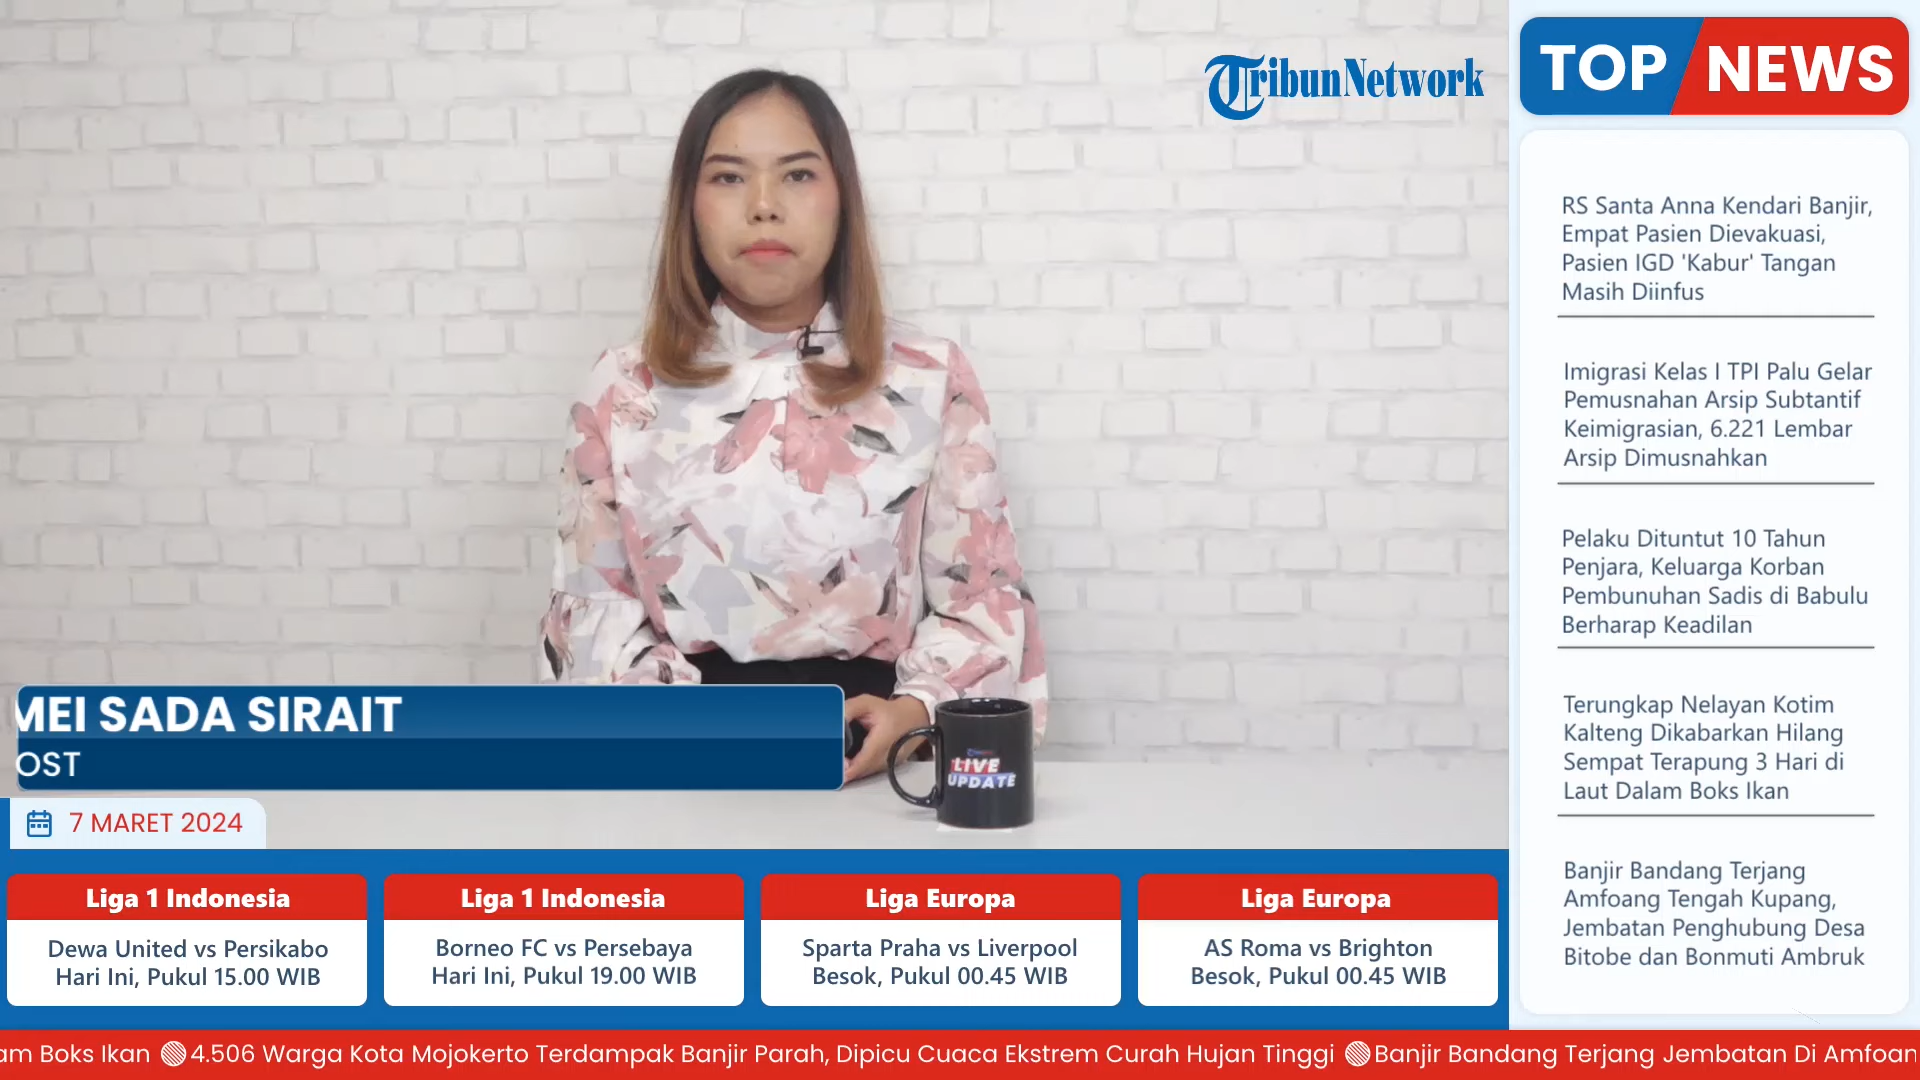 TribunNetwork
TOP NEWS
RS Santa Anna Kendari Banjir,
Empat Pasien Dievakuasi,
Pasien IGD 'Kabur' Tangan
Masih Diinfus
Imigrasi Kelas I TPI Palu Gelar
Pemusnahan Arsip Subtantif
Keimigrasian, 6.221 Lembar
Arsip Dimusnahkan
Pelaku Dituntut 10 Tahun
Penjara, Keluarga Korban
Pembunuhan Sadis di Babulu
Berharap Keadilan
Terungkap Nelayan Kotim
Kalteng Dikabarkan Hilang
Sempat Terapung 3 Hari di
Laut Dalam Boks Ikan
Banjir Bandang Terjang
Amfoang Tengah Kupang,
Jembatan Penghubung Desa
Bitobe dan Bonmuti Ambruk
MEI SADA SIRAIT
OST
LIVE
UPDATE
7 MARET 2024
Liga 1 Indonesia
Dewa United vs Persikabo
Hari Ini, Pukul 15.00 WIB
Liga 1 Indonesia
Borneo FC vs Persebaya
Hari Ini, Pukul 19.00 WIB
Liga Europa
Sparta Praha vs Liverpool
Besok, Pukul 00.45 WIB
Liga Europa
AS Roma vs Brighton
Besok, Pukul 00.45 WIB
am Boks Ikan 4.506 Warga Kota Mojokerto Terdampak Banjir Parah, Dipicu Cuaca Ekstrem Curah Hujan Tinggi Banjir Bandang Terjang Jembatan Di Amfoan